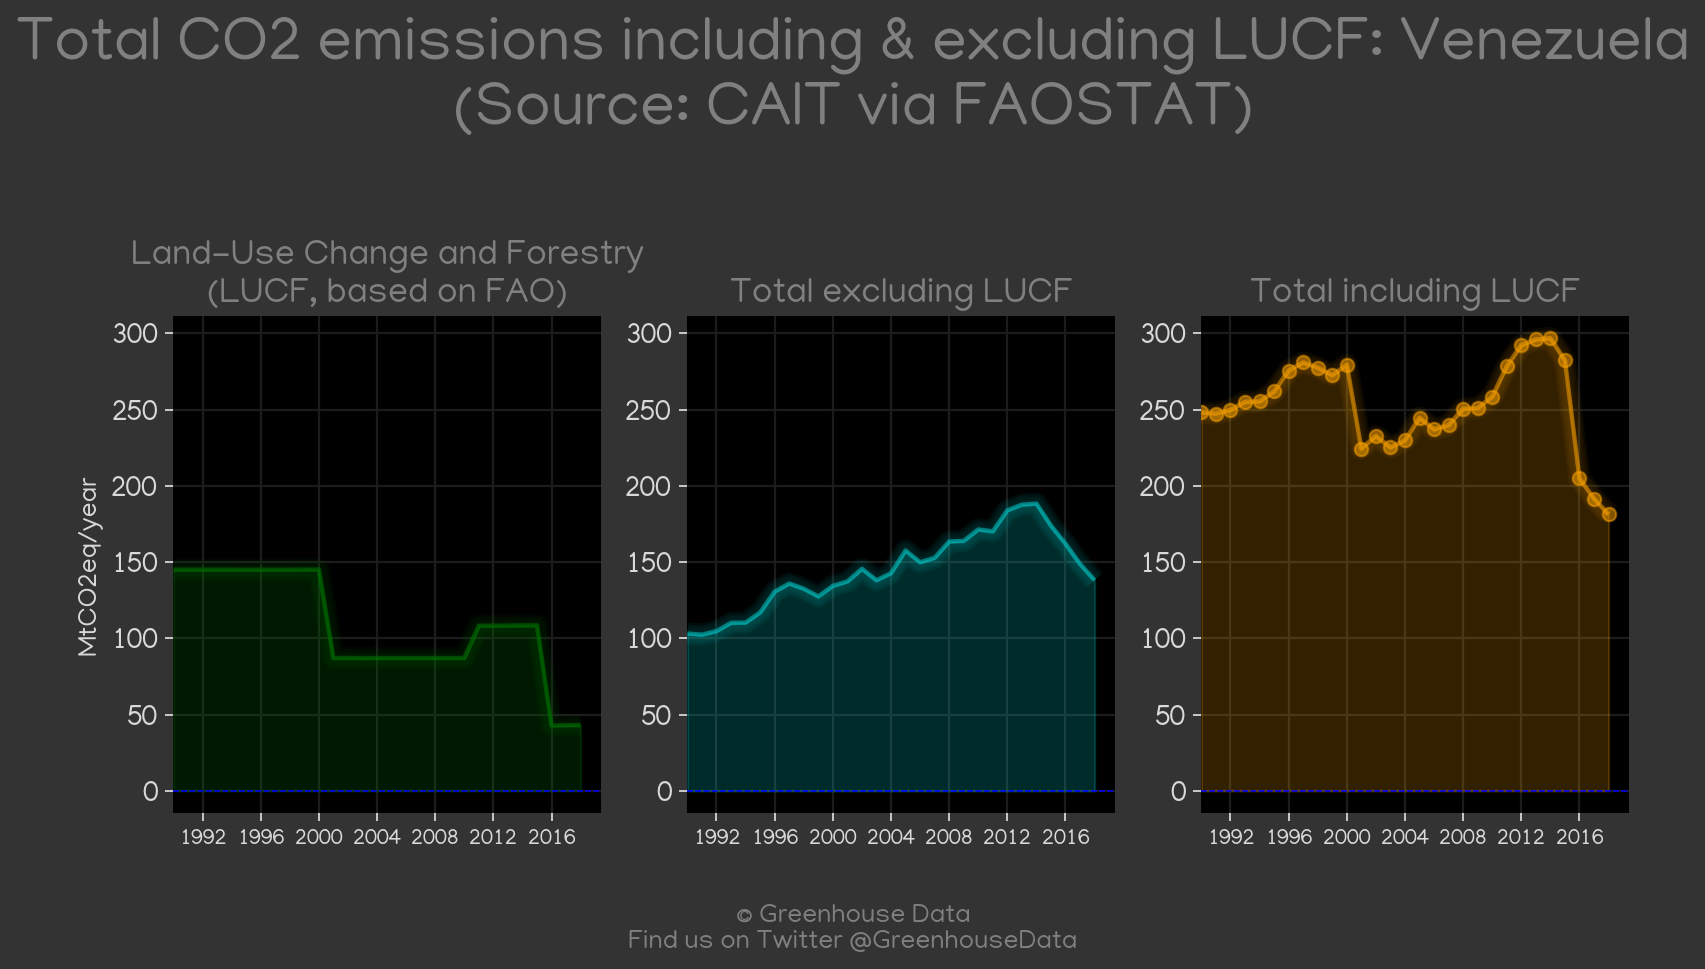 Total CO2 emissions including & excluding LUCF: Venezuela
(Source: CAIT via FAOSTAT)
Land-Use Change and Forestry
(LUCF, based on FAO)
MtCO2eq/year
300
250
200
150
100
50
0
1992 1996 2000 2004 2008 2012 2016
Total excluding LUCF
300
250
200
150
100
50
0
1992 1996 2000 2004 2008 2012 2016
Total including LUCF
300
250
200
150
100
50
0
1992 1996 2000 2004 2008 2012 2016
© Greenhouse Data
Find us on Twitter @GreenhouseData